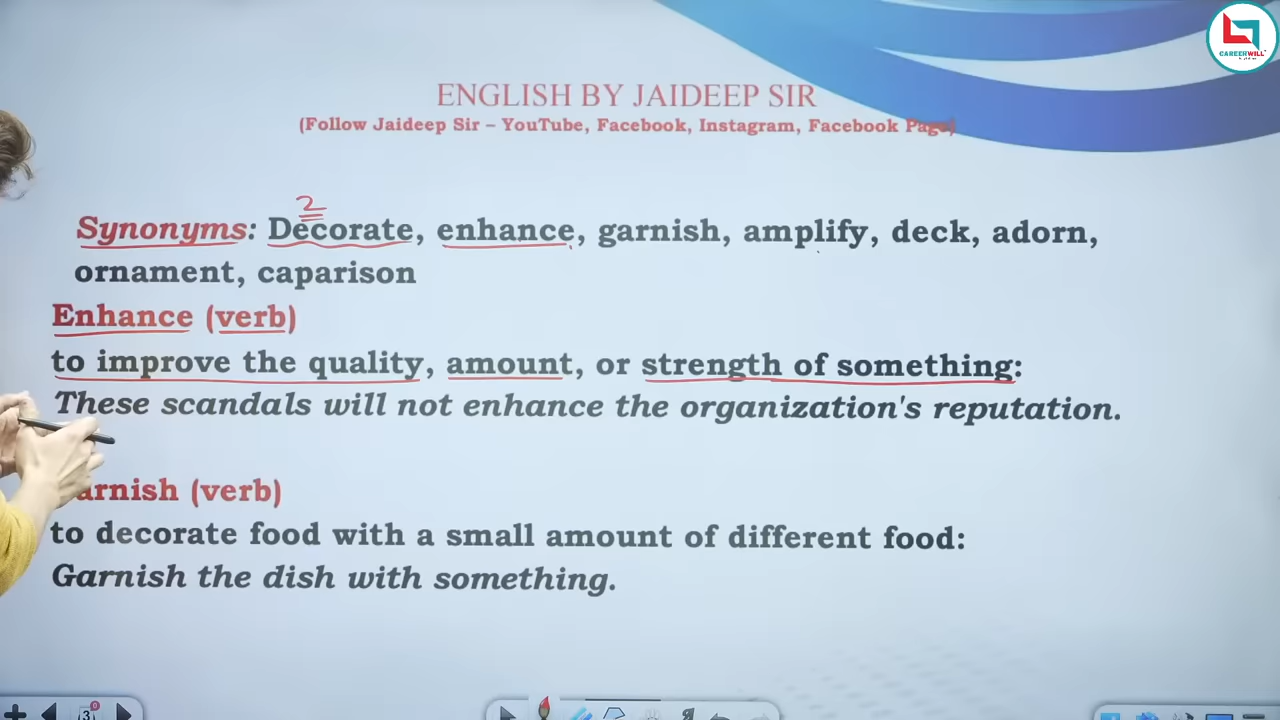 CAREERWILL
ENGLISH BY JAIDEEP SIR
(Follow Jaideep Sir – YouTube, Facebook, Instagram, Facebook Page)
2
Synonyms: Decorate, enhance, garnish, amplify, deck, adorn,
ornament, caparison
Enhance (verb)
to improve the quality, amount, or strength of something:
These scandals will not enhance the organization's reputation.
arnish (verb)
to decorate food with a small amount of different food:
Garnish the dish with something.